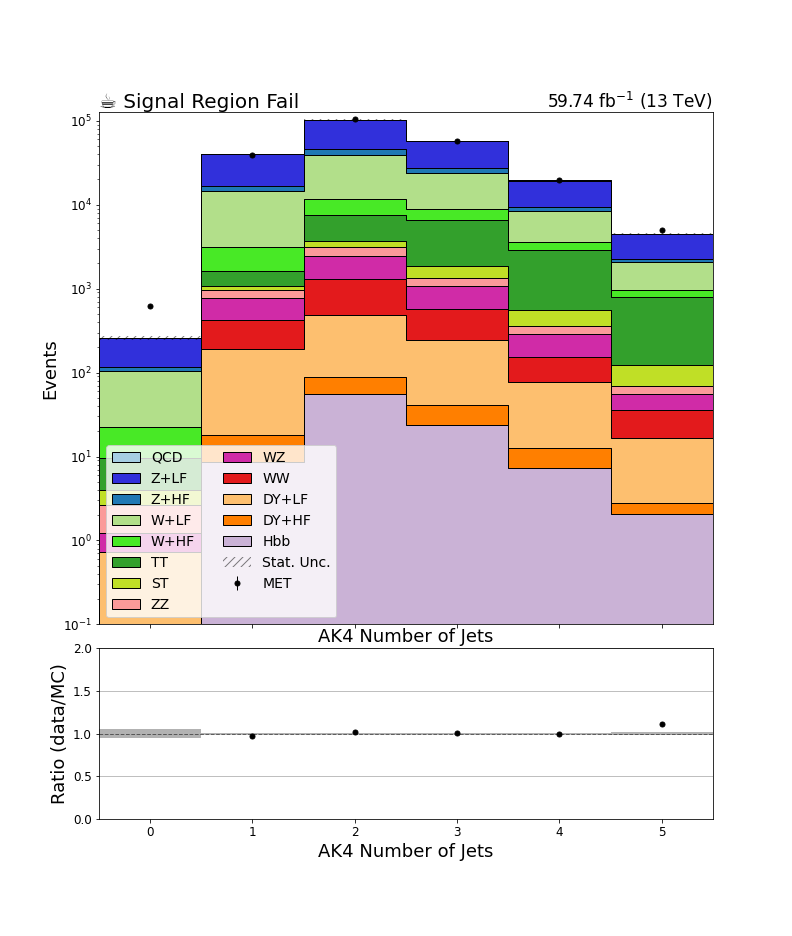 ☕ Signal Region Fail
59.74 fb⁻¹ (13 TeV)
10⁵
10⁴
10³
10²
10¹
10⁰
10⁻¹
Events
QCD
Z+LF
Z+HF
W+LF
W+HF
TT
ST
ZZ
WZ
WW
DY+LF
DY+HF
Hbb
Stat. Unc.
MET
AK4 Number of Jets
2.0
1.5
1.0
0.5
0.0
Ratio (data/MC)
0 1 2 3 4 5
AK4 Number of Jets